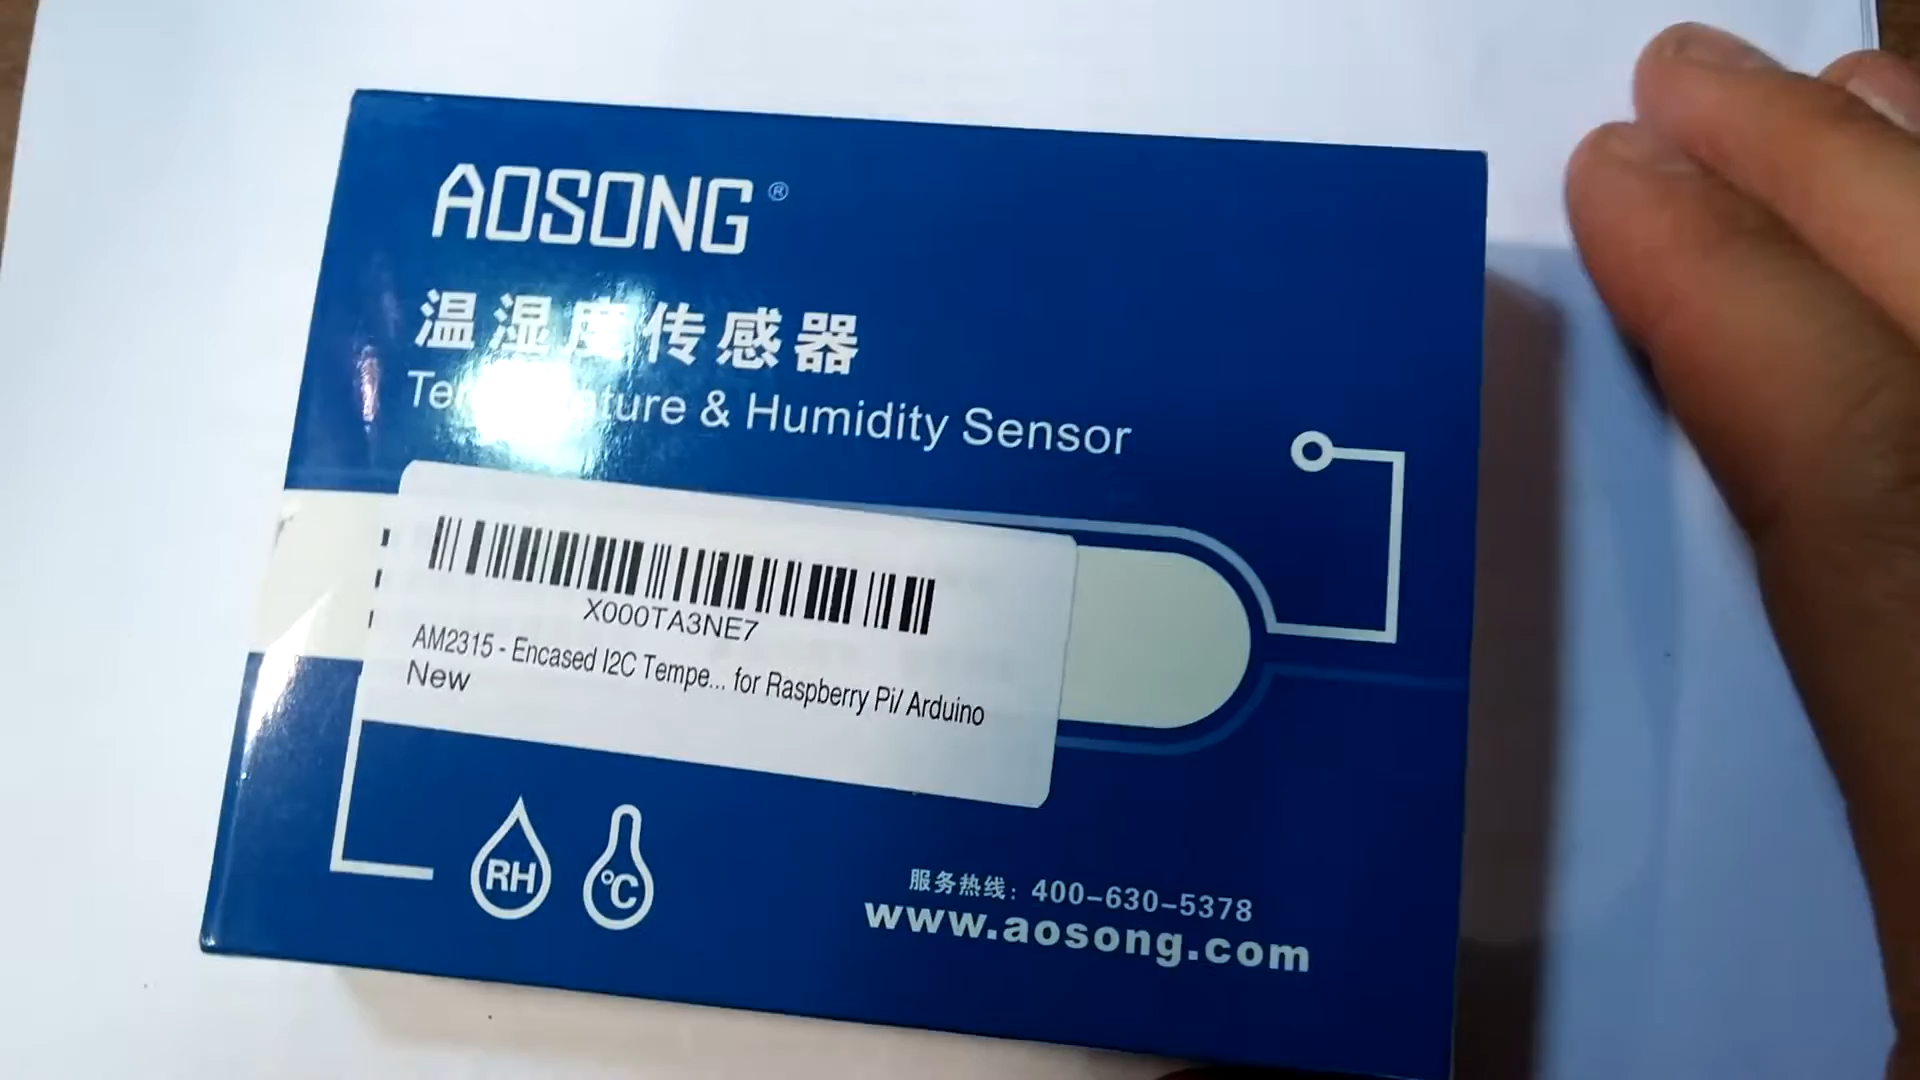 AOSONG®
温湿度传感器
Temperature & Humidity Sensor
X000TA3NE7
AM2315 - Encased I2C Tempe... for Raspberry Pi/ Arduino
New
RH
°C
服务热线：400-630-5378
www.aosong.com